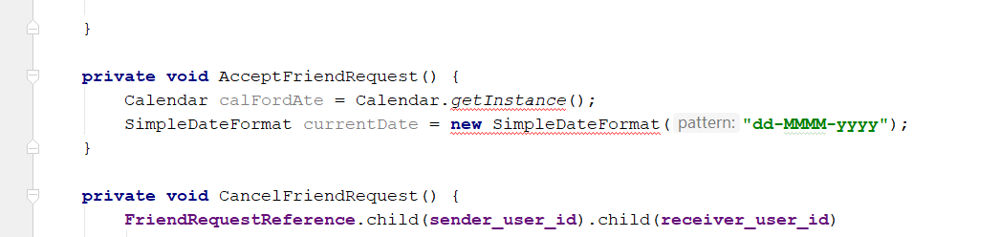 }
private void AcceptFriendRequest() {
Calendar calFordAte = Calendar.getInstance();
SimpleDateFormat currentDate = new SimpleDateFormat( pattern: "dd-MMMM-yyyy");
}
private void CancelFriendRequest() {
FriendRequestReference.child(sender_user_id).child(receiver_user_id)